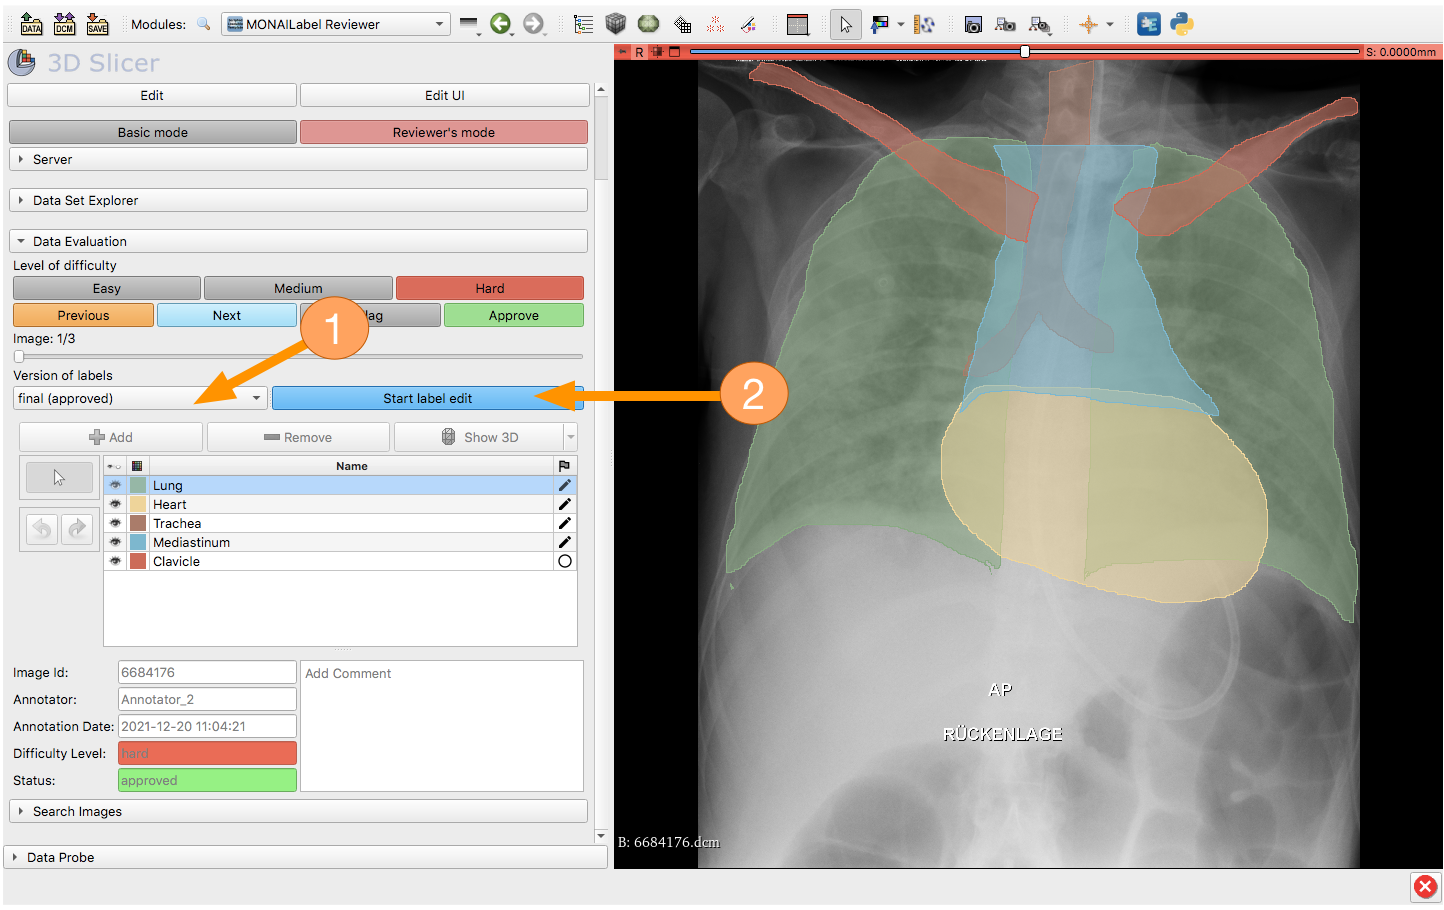 DATA
DCM
SAVE
Modules:
MONAILabel Reviewer
3D Slicer
R
S: 0.0000mm
Edit
Edit UI
Basic mode
Reviewer's mode
Server
Data Set Explorer
Data Evaluation
Level of difficulty
Easy
Medium
Hard
Previous
Next
lag
Approve
1
Image: 1/3
Version of labels
final (approved)
Start label edit
2
Add
Remove
Show 3D
Name
Lung
Heart
Trachea
Mediastinum
Clavicle
Image Id:
6684176
Add Comment
Annotator:
Annotator_2
Annotation Date:
2021-12-20 11:04:21
Difficulty Level:
hard
Status:
approved
Search Images
Data Probe
AP
RÜCKENLAGE
B: 6684176.dcm